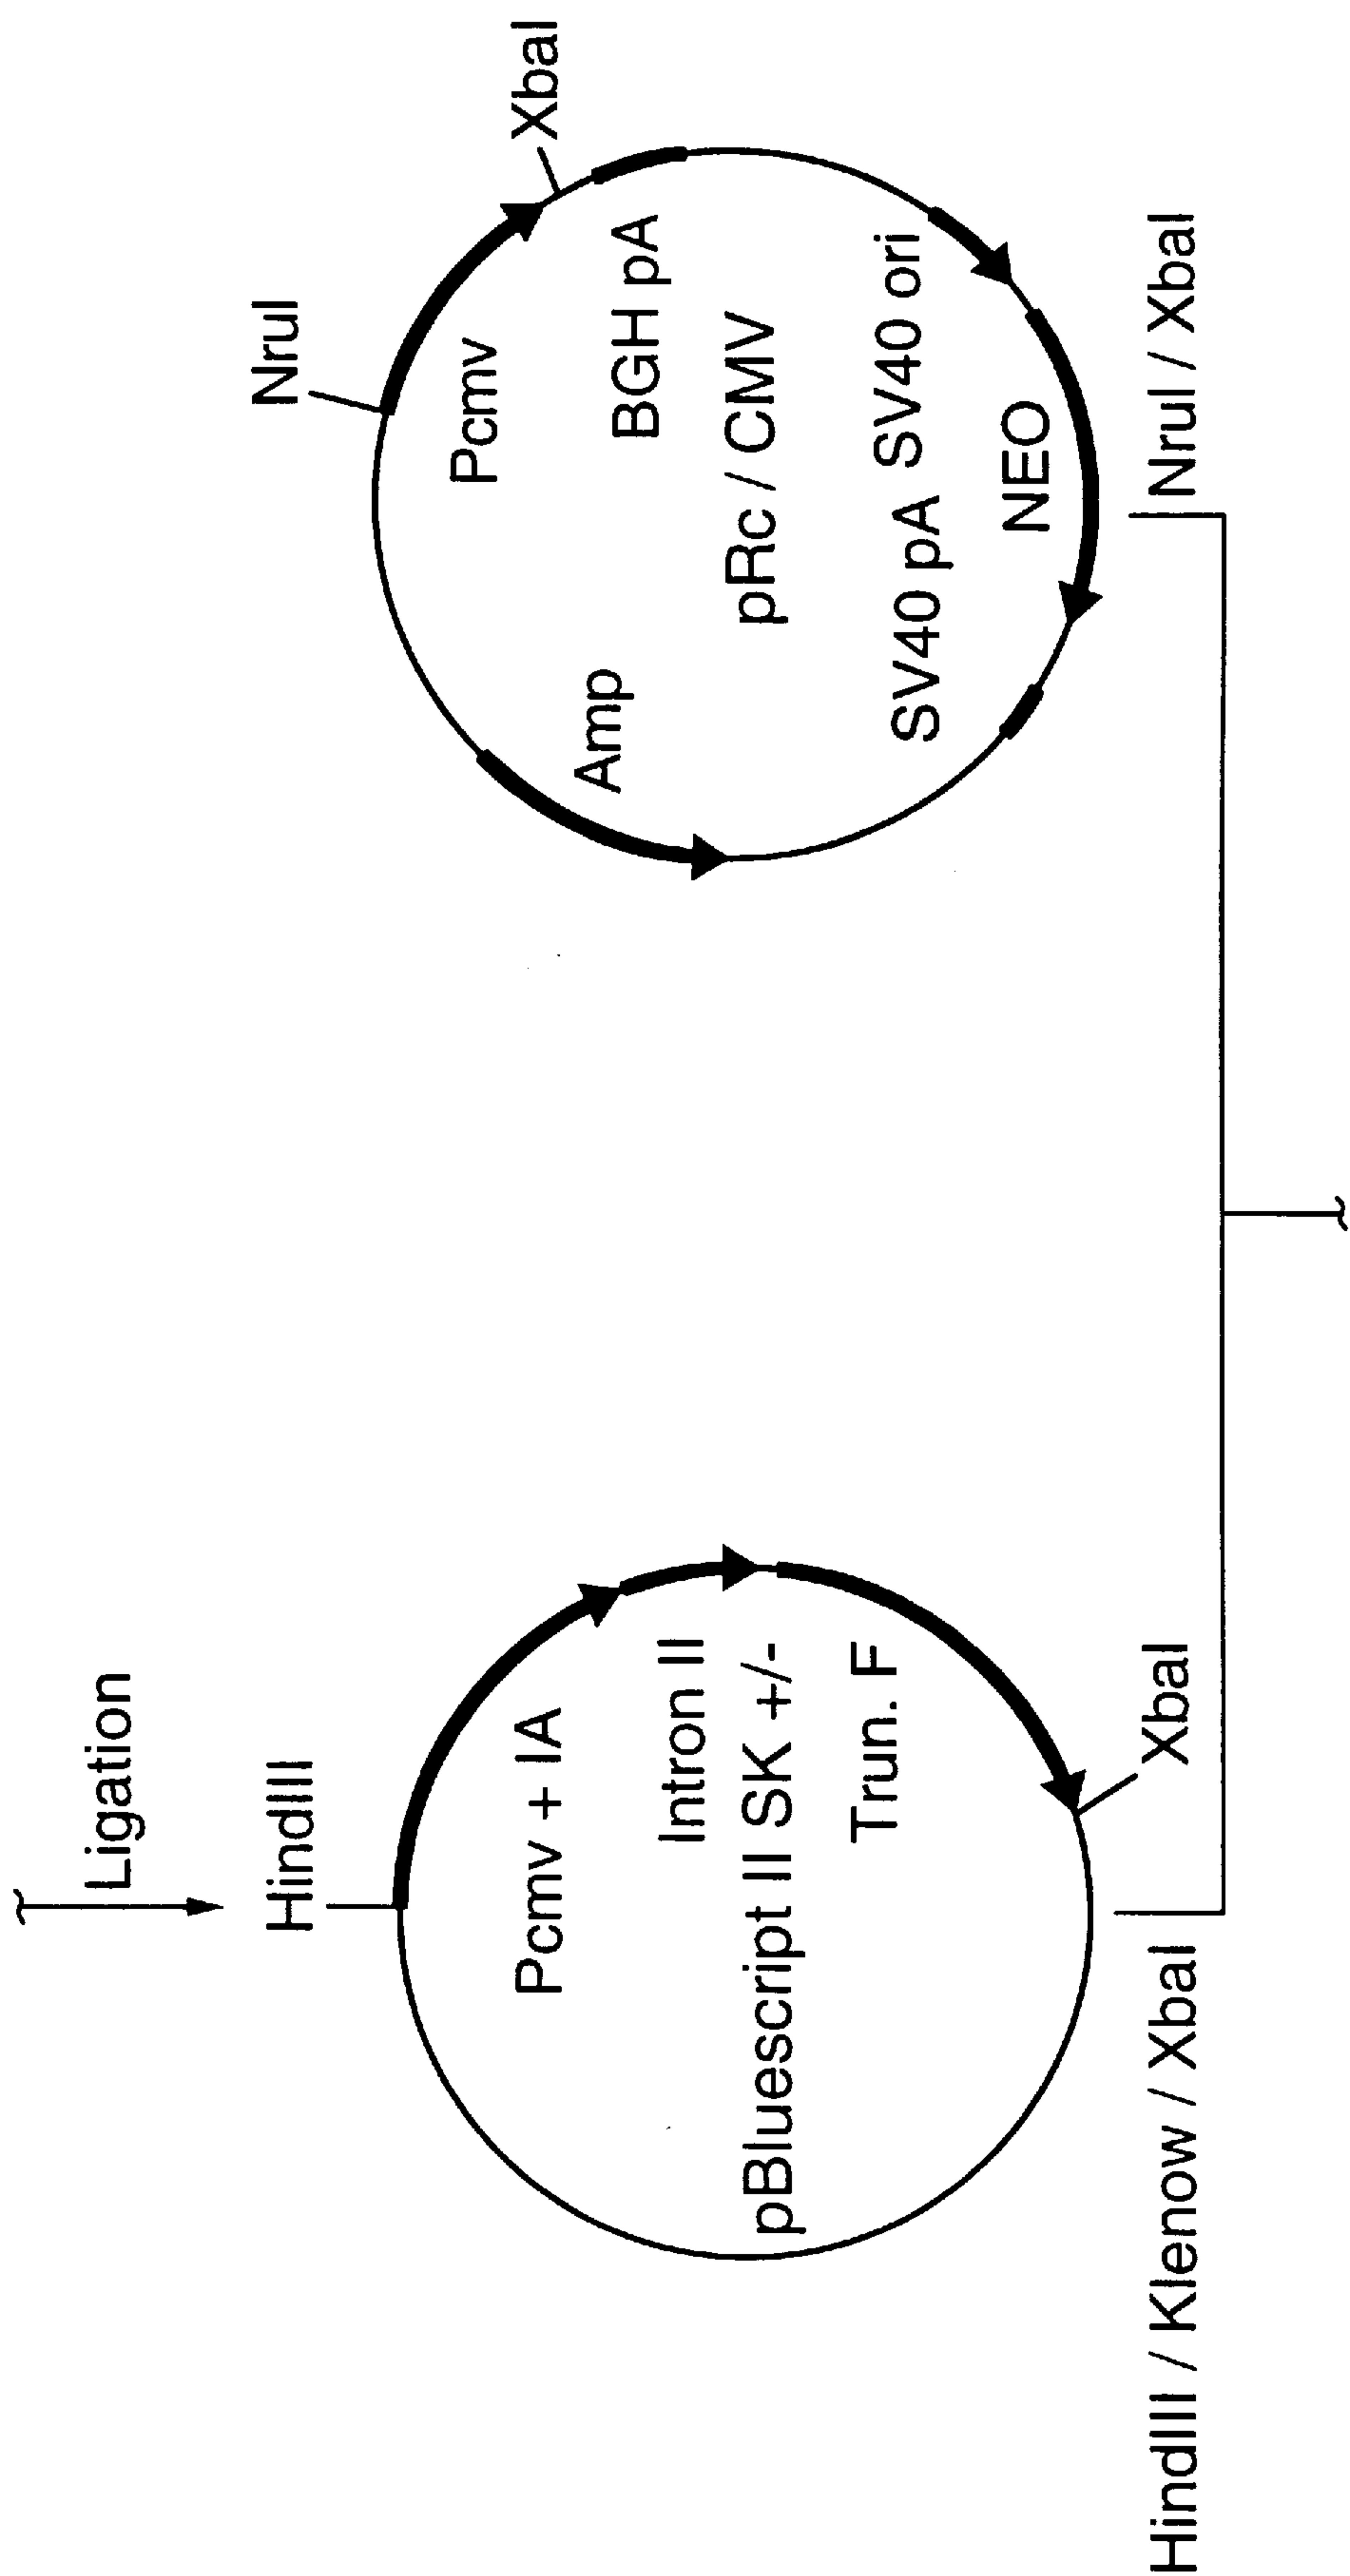 Ligation
HindIII
Pcmv + IA
Intron II
pBluescript II SK +/-
Trun. F
XbaI
HindIII / Klenow / XbaI
NruI
XbaI
Pcmv
BGH pA
Amp
pRc / CMV
SV40 pA
SV40 ori
NEO
NruI / XbaI